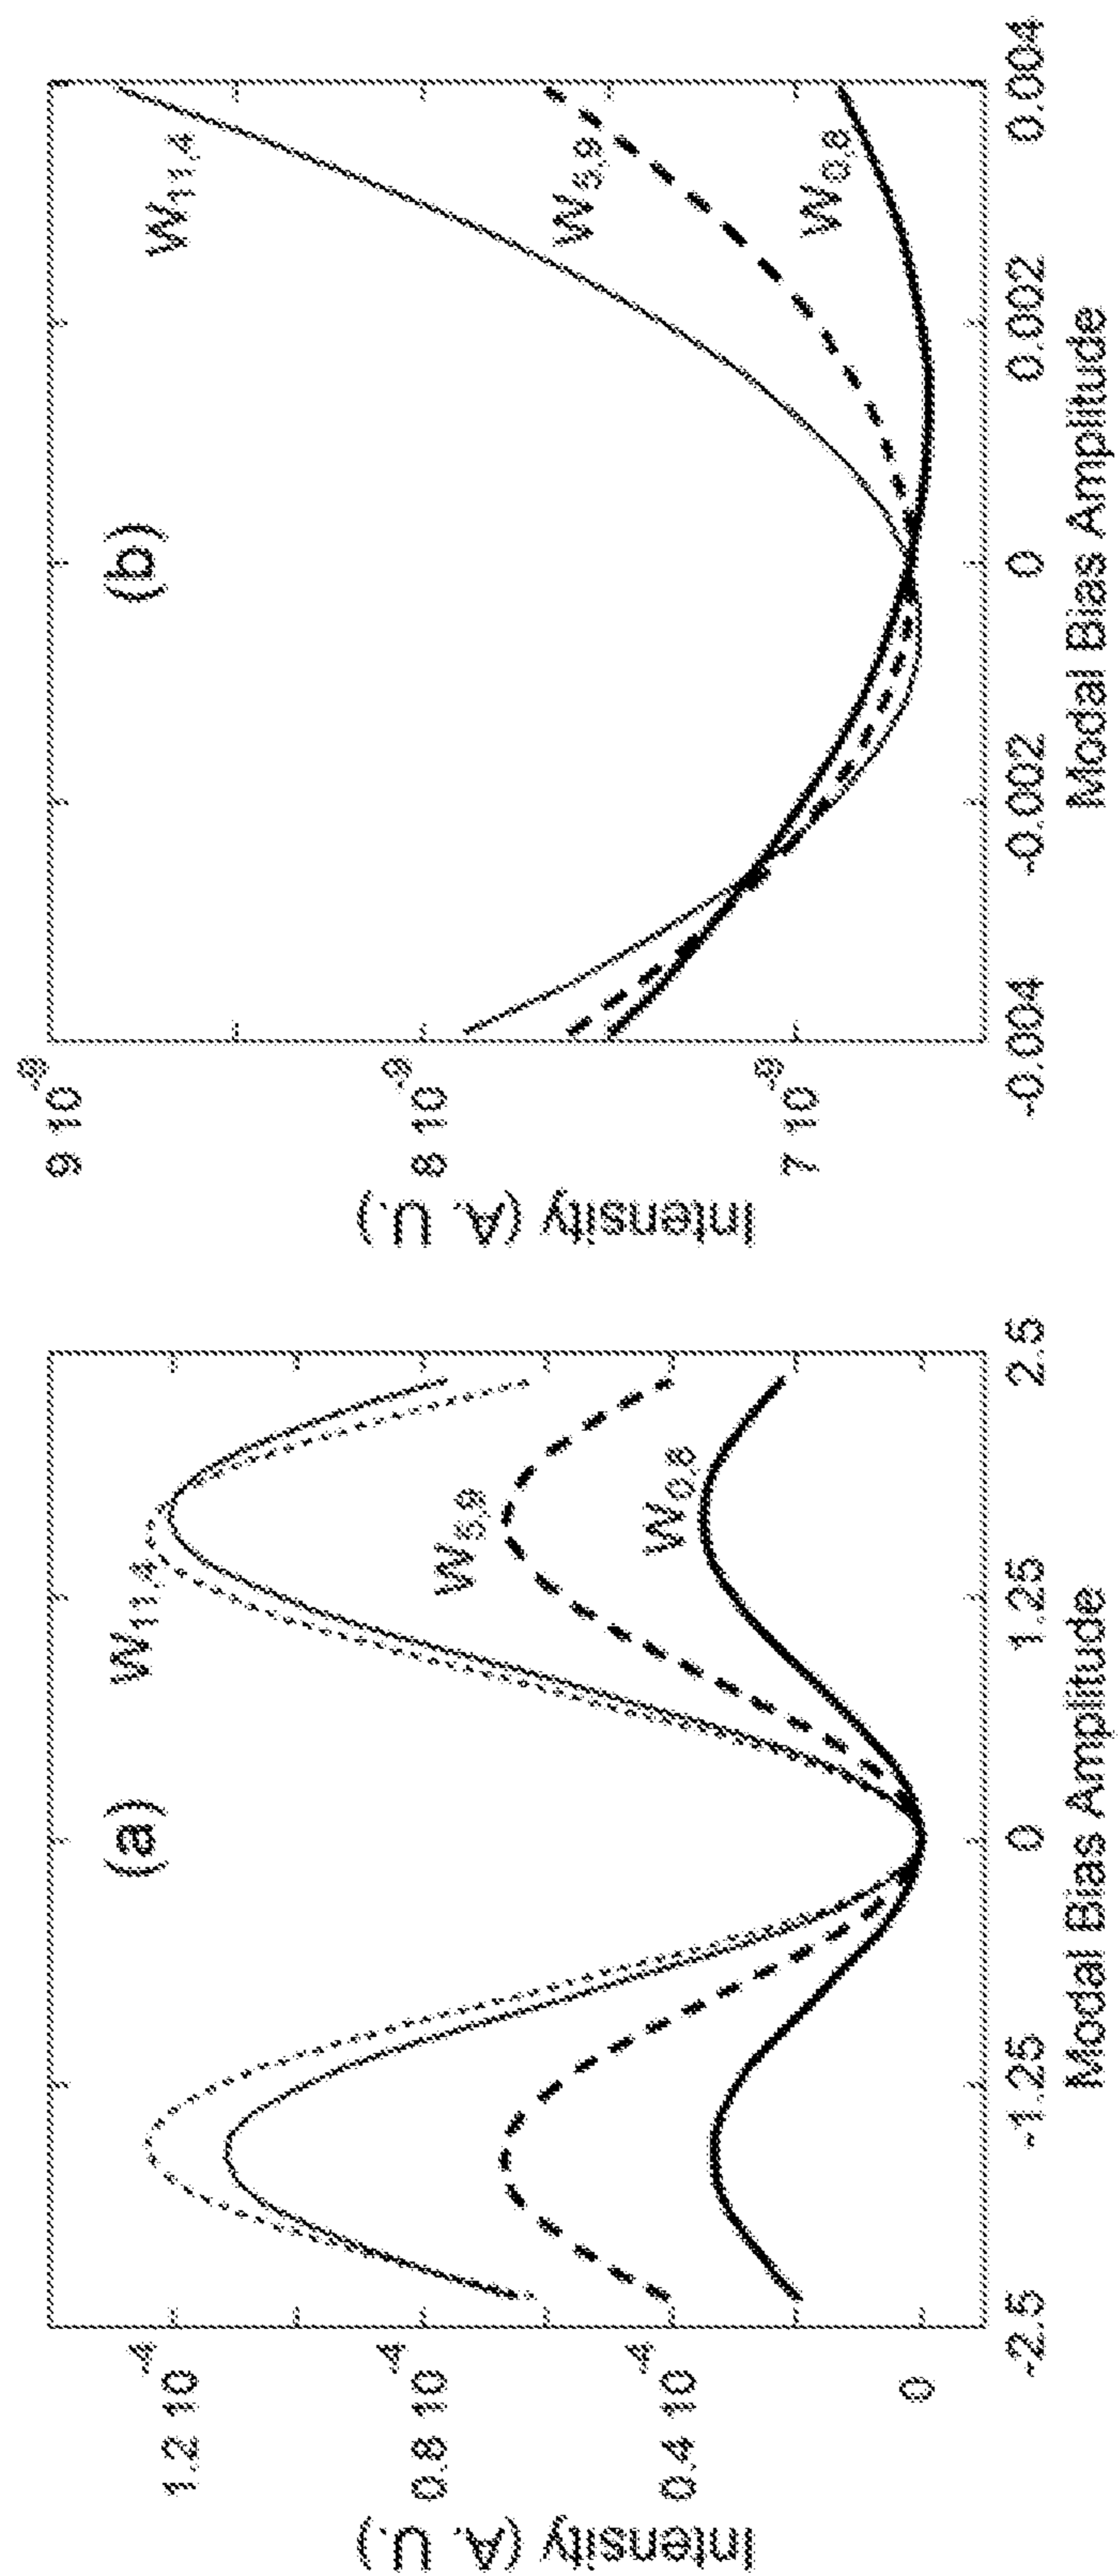 (a)
Intensity (A. U.)
1.2 10⁻⁴
0.8 10⁻⁴
0.4 10⁻⁴
0
W₁₁,₄
W₅,₉
W₀,₈
-2.5 -1.25 0 1.25 2.5
Modal Bias Amplitude
(b)
Intensity (A. U.)
9 10⁻⁹
8 10⁻⁹
7 10⁻⁹
W₁₁,₄
W₅,₉
W₀,₈
-0.004 -0.002 0 0.002 0.004
Modal Bias Amplitude